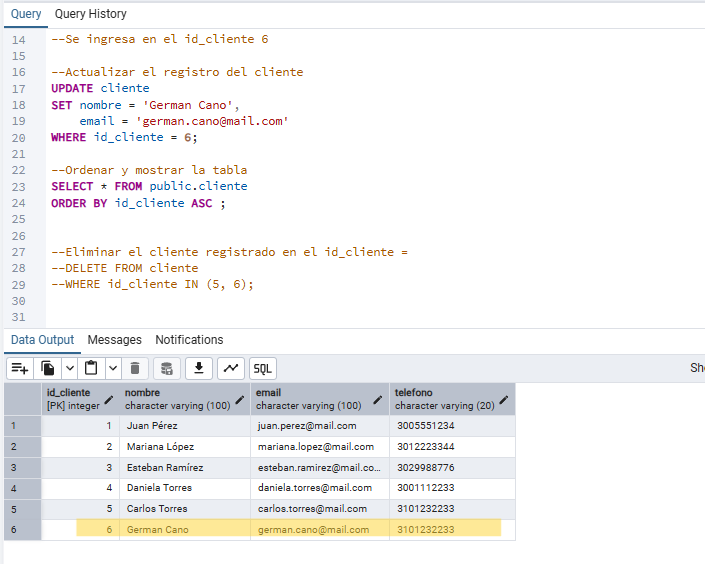 Query Query History
14 --Se ingresa en el id_cliente 6
15
16 --Actualizar el registro del cliente
17 UPDATE cliente
18 SET nombre = 'German Cano',
19 email = 'german.cano@mail.com'
20 WHERE id_cliente = 6;
21
22 --Ordenar y mostrar la tabla
23 SELECT * FROM public.cliente
24 ORDER BY id_cliente ASC ;
25
26
27 --Eliminar el cliente registrado en el id_cliente =
28 --DELETE FROM cliente
29 --WHERE id_cliente IN (5, 6);
30
31
Data Output Messages Notifications
SQL Sho
id_cliente nombre email telefono
[PK] integer character varying (100) character varying (100) character varying (20)
1 1 Juan Pérez juan.perez@mail.com 3005551234
2 2 Mariana López mariana.lopez@mail.com 3012223344
3 3 Esteban Ramírez esteban.ramirez@mail.co... 3029988776
4 4 Daniela Torres daniela.torres@mail.com 3001112233
5 5 Carlos Torres carlos.torres@mail.com 3101232233
6 6 German Cano german.cano@mail.com 3101232233